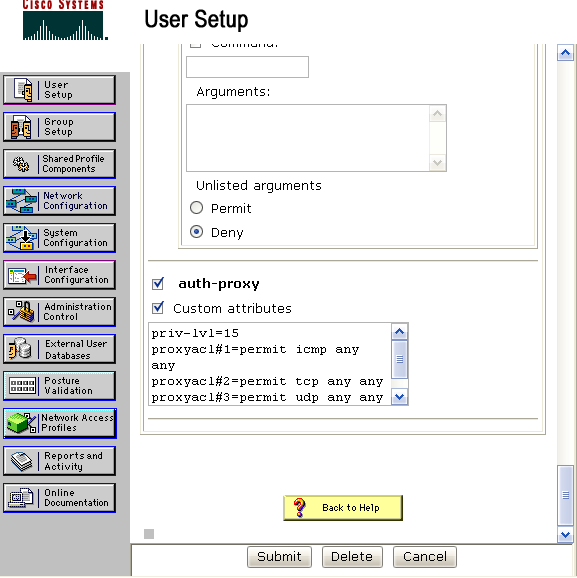 CISCO SYSTEMS
User Setup
User
Setup
Group
Setup
Shared Profile
Components
Network
Configuration
System
Configuration
Interface
Configuration
Administration
Control
External User
Databases
Posture
Validation
Network Access
Profiles
Reports and
Activity
Online
Documentation
Command:
Arguments:
Unlisted arguments
Permit
Deny
auth-proxy
Custom attributes
priv-lvl=15
proxyacl#1=permit icmp any
any
proxyacl#2=permit tcp any any
proxyacl#3=permit udp any any
Back to Help
Submit
Delete
Cancel